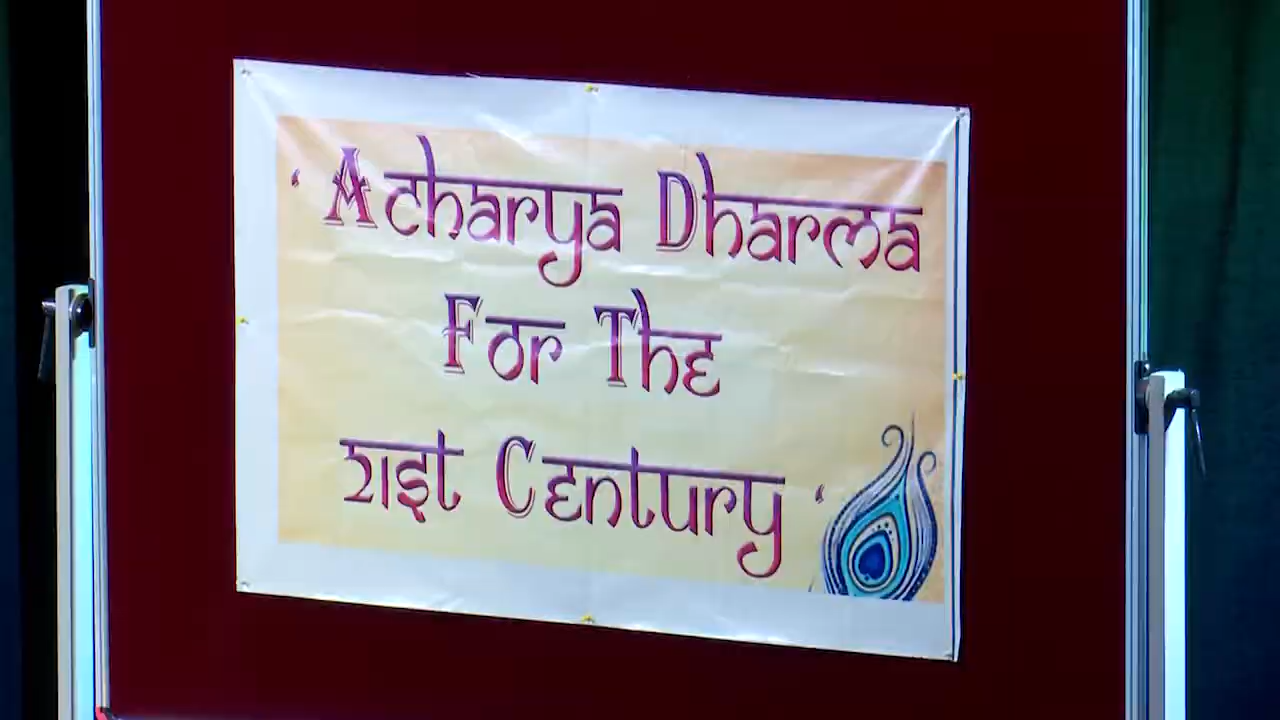 ‘ Acharya Dharma
For The
21st Century ‘